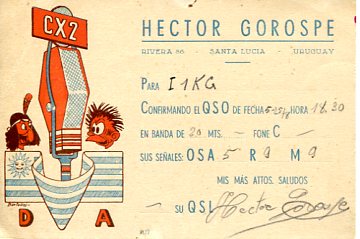 CX2
HECTOR GOROSPE
RIVERA 86 - SANTA LUCIA - URUGUAY
PARA I1KG
CONFIRMANDO EL QSO DE FECHA HORA 18.30
EN BANDA DE 20 MTS. — FONE C —
SUS SEÑALES: QSA 5 R 9 M 9
MIS MÁS ATTOS. SALUDOS
— SU QSL Hector Gorospe
D A